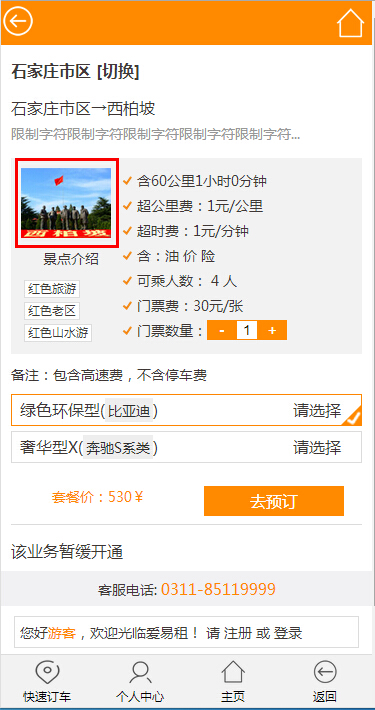 石家庄市区 [切换]
石家庄市区→西柏坡
限制字符限制字符限制字符限制字符限制字符...
西柏坡
景点介绍
红色旅游
红色老区
红色山水游
含60公里1小时0分钟
超公里费：1元/公里
超时费：1元/分钟
含：油 价 险
可乘人数： 4 人
门票费：30元/张
门票数量： - 1 +
备注：包含高速费，不含停车费
绿色环保型(比亚迪) 请选择
奢华型X(奔驰S系类) 请选择
套餐价：530￥ 去预订
该业务暂缓开通
客服电话: 0311-85119999
您好游客，欢迎光临爱易租！ 请 注册 或 登录
快速订车 个人中心 主页 返回